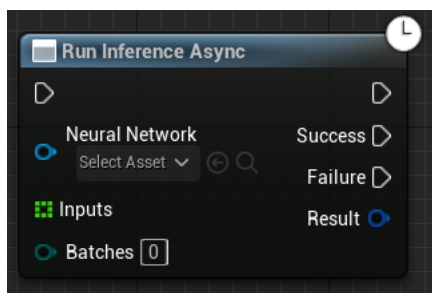 Run Inference Async
Neural Network
Select Asset
Success
Failure
Inputs
Result
Batches 0